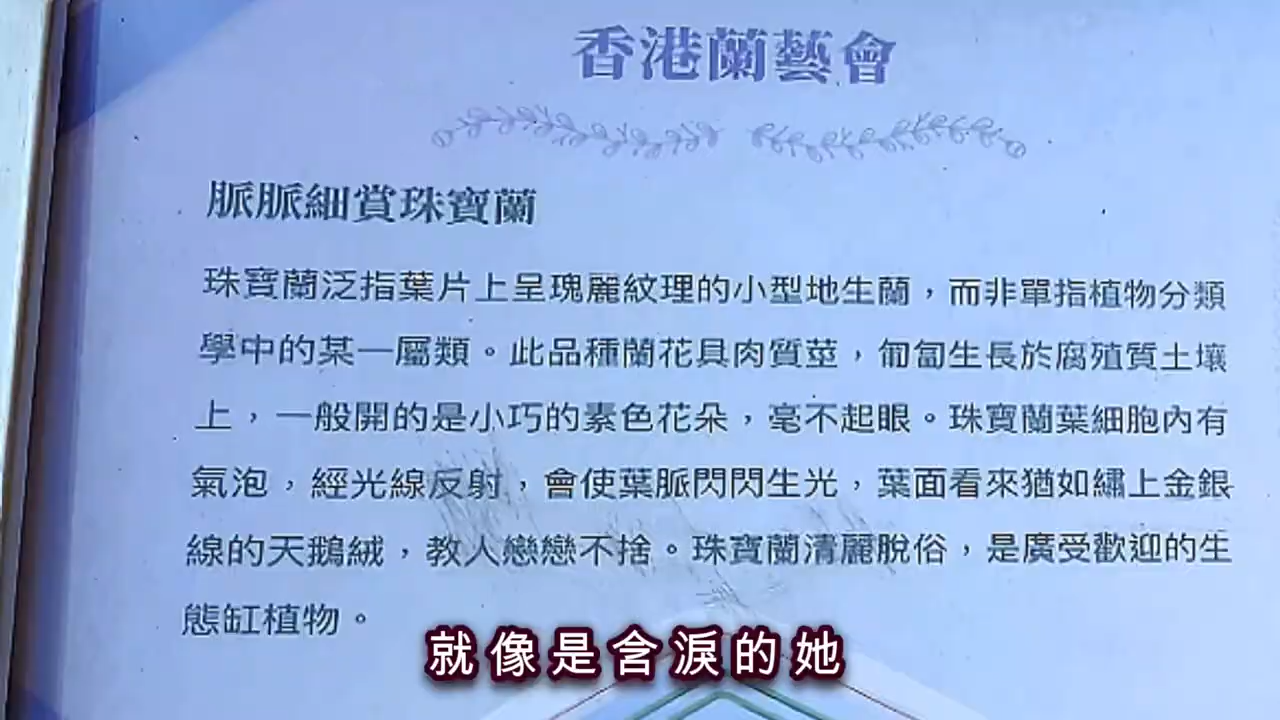 香港蘭藝會
脈脈細賞珠寶蘭
珠寶蘭泛指葉片上呈瑰麗紋理的小型地生蘭，而非單指植物分類
學中的某一屬類。此品種蘭花具肉質莖，匍匐生長於腐殖質土壤
上，一般開的是小巧的素色花朵，毫不起眼。珠寶蘭葉細胞內有
氣泡，經光線反射，會使葉脈閃閃生光，葉面看來猶如繡上金銀
線的天鵝絨，教人戀戀不捨。珠寶蘭清麗脫俗，是廣受歡迎的生
態缸植物。
就像是含淚的她